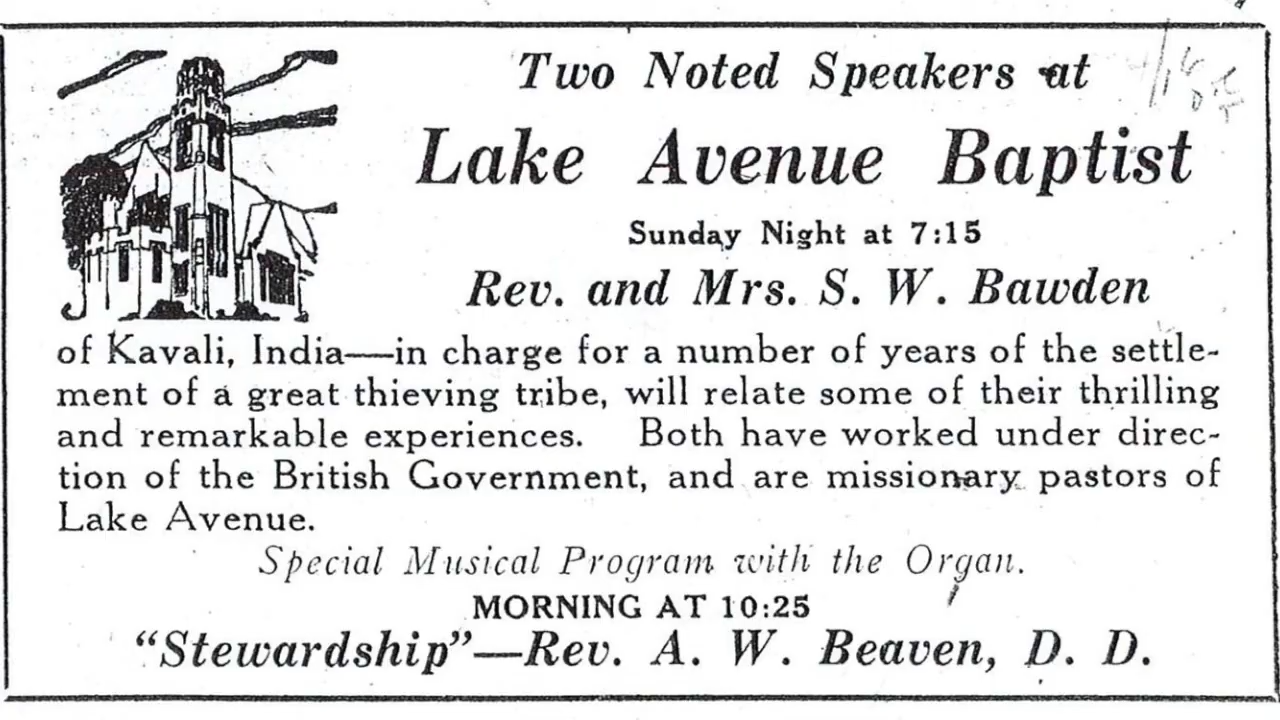 Two Noted Speakers at
Lake Avenue Baptist
Sunday Night at 7:15
Rev. and Mrs. S. W. Bawden
of Kavali, India—in charge for a number of years of the settle-
ment of a great thieving tribe, will relate some of their thrilling
and remarkable experiences. Both have worked under direc-
tion of the British Government, and are missionary pastors of
Lake Avenue.
Special Musical Program with the Organ.
MORNING AT 10:25
“Stewardship”—Rev. A. W. Beaven, D. D.